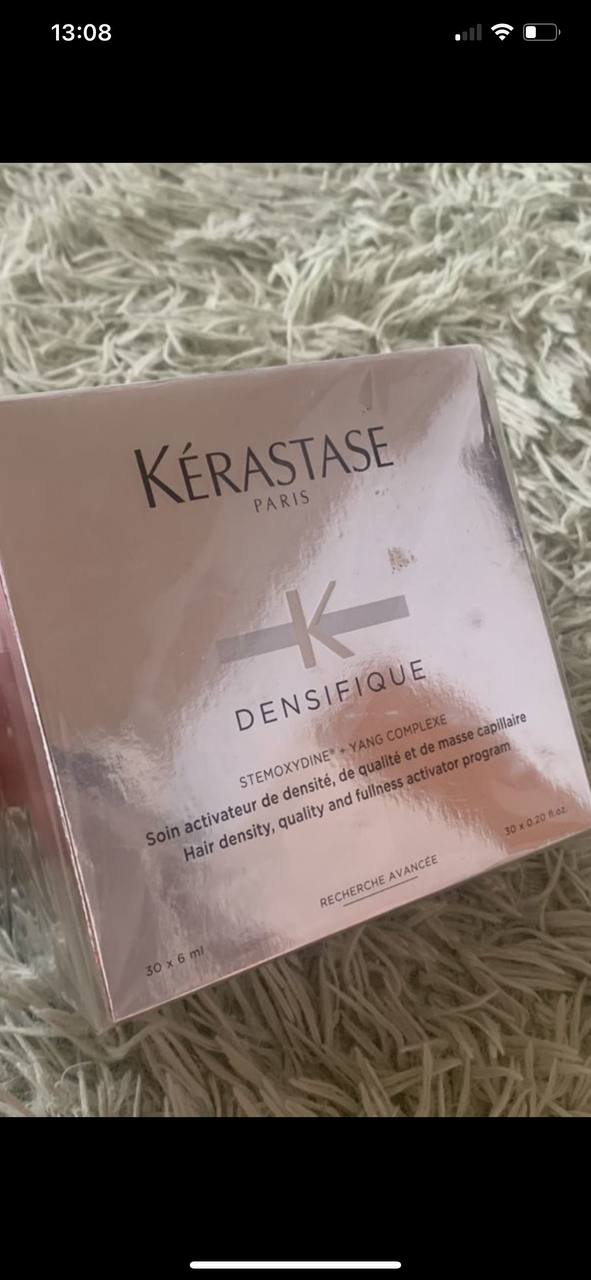 13:08
KÉRASTASE
PARIS
K
DENSIFIQUE
STEMOXYDINE® + YANG COMPLEXE
Soin activateur de densité, de qualité et de masse capillaire
Hair density, quality and fullness activator program
30 x 0.20 fl.oz.
RECHERCHE AVANCÉE
30 x 6 ml